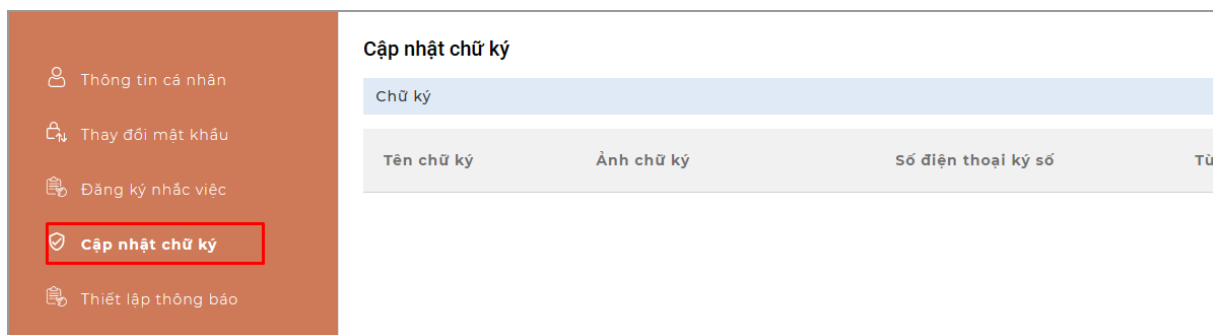 Thông tin cá nhân
Thay đổi mật khẩu
Đăng ký nhắc việc
Cập nhật chữ ký
Thiết lập thông báo
Cập nhật chữ ký
Chữ ký
Tên chữ ký Ảnh chữ ký Số điện thoại ký số Từ